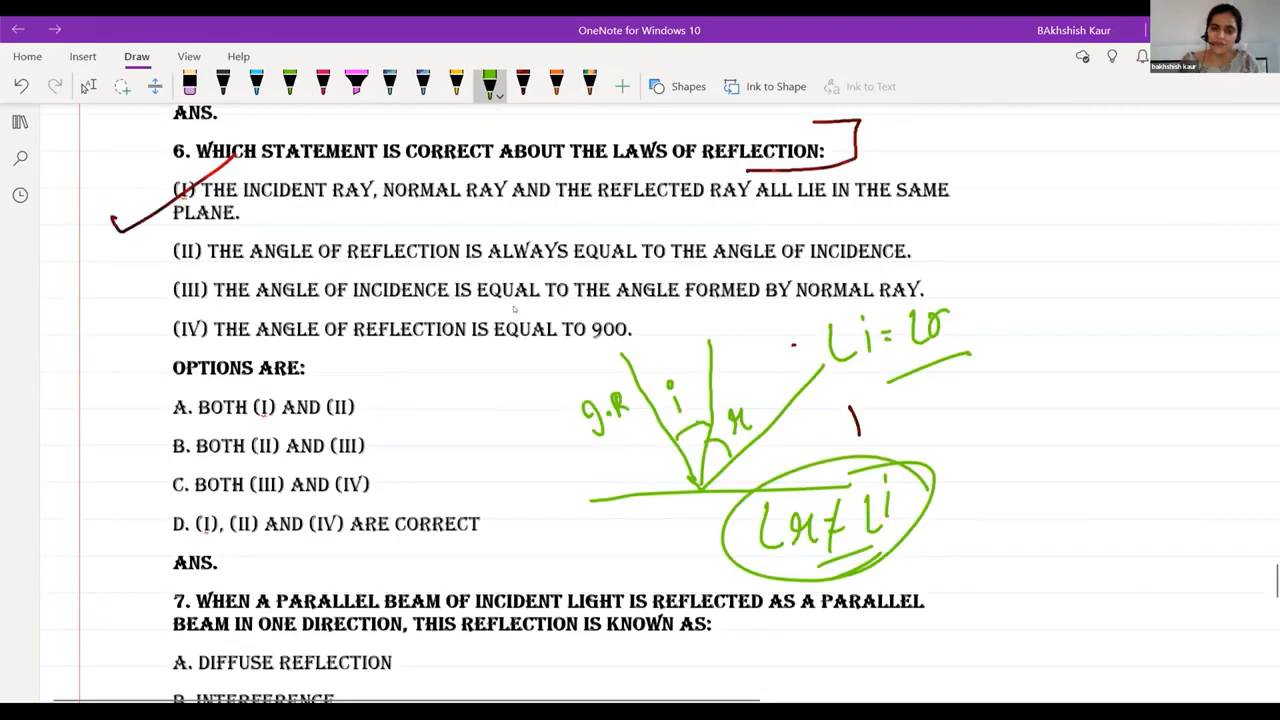 OneNote for Windows 10
BAkhshish Kaur
bakhshish kaur
Home Insert Draw View Help
Shapes Ink to Shape Ink to Text
ANS.
6. WHICH STATEMENT IS CORRECT ABOUT THE LAWS OF REFLECTION:
(I) THE INCIDENT RAY, NORMAL RAY AND THE REFLECTED RAY ALL LIE IN THE SAME
PLANE.
(II) THE ANGLE OF REFLECTION IS ALWAYS EQUAL TO THE ANGLE OF INCIDENCE.
(III) THE ANGLE OF INCIDENCE IS EQUAL TO THE ANGLE FORMED BY NORMAL RAY.
(IV) THE ANGLE OF REFLECTION IS EQUAL TO 900.
∠i = ∠r
OPTIONS ARE:
A. BOTH (I) AND (II)
i
r
B. BOTH (II) AND (III)
C. BOTH (III) AND (IV)
D. (I), (II) AND (IV) ARE CORRECT
∠r ≠ ∠i
ANS.
7. WHEN A PARALLEL BEAM OF INCIDENT LIGHT IS REFLECTED AS A PARALLEL
BEAM IN ONE DIRECTION, THIS REFLECTION IS KNOWN AS:
A. DIFFUSE REFLECTION
B. INTERFERENCE